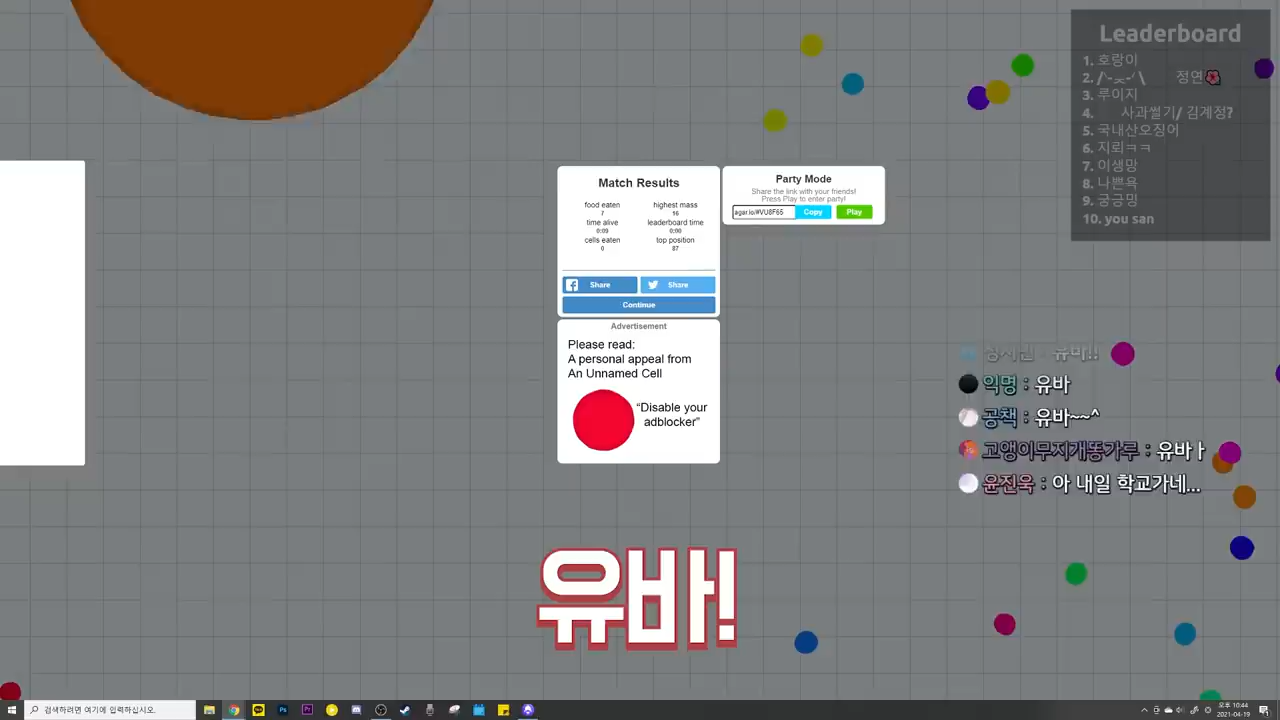 Leaderboard
1. 호랑이
정연
3. 루이지
4. 사과썰기/ 김계정?
5. 국내산오징어
6. 지뢰ㅋㅋ
7. 이생망
8. 나쁜욕
9. 궁긍밍
10. you san
Match Results
food eaten highest mass
7 16
time alive leaderboard time
0:09 0:00
cells eaten top position
0 87
Share Share
Continue
Party Mode
Share the link with your friends!
Press Play to enter party!
agar.io/#VU8F65 Copy Play
Advertisement
Please read:
A personal appeal from
An Unnamed Cell
“Disable your
adblocker”
유바!!
익명 : 유바
공책 : 유바~~^
고앵이무지개똥가루 : 유바ㅏ
윤진욱 : 아 내일 학교가네...
유바!
검색하려면 여기에 입력하십시오.
오후 10:44
2021-04-19